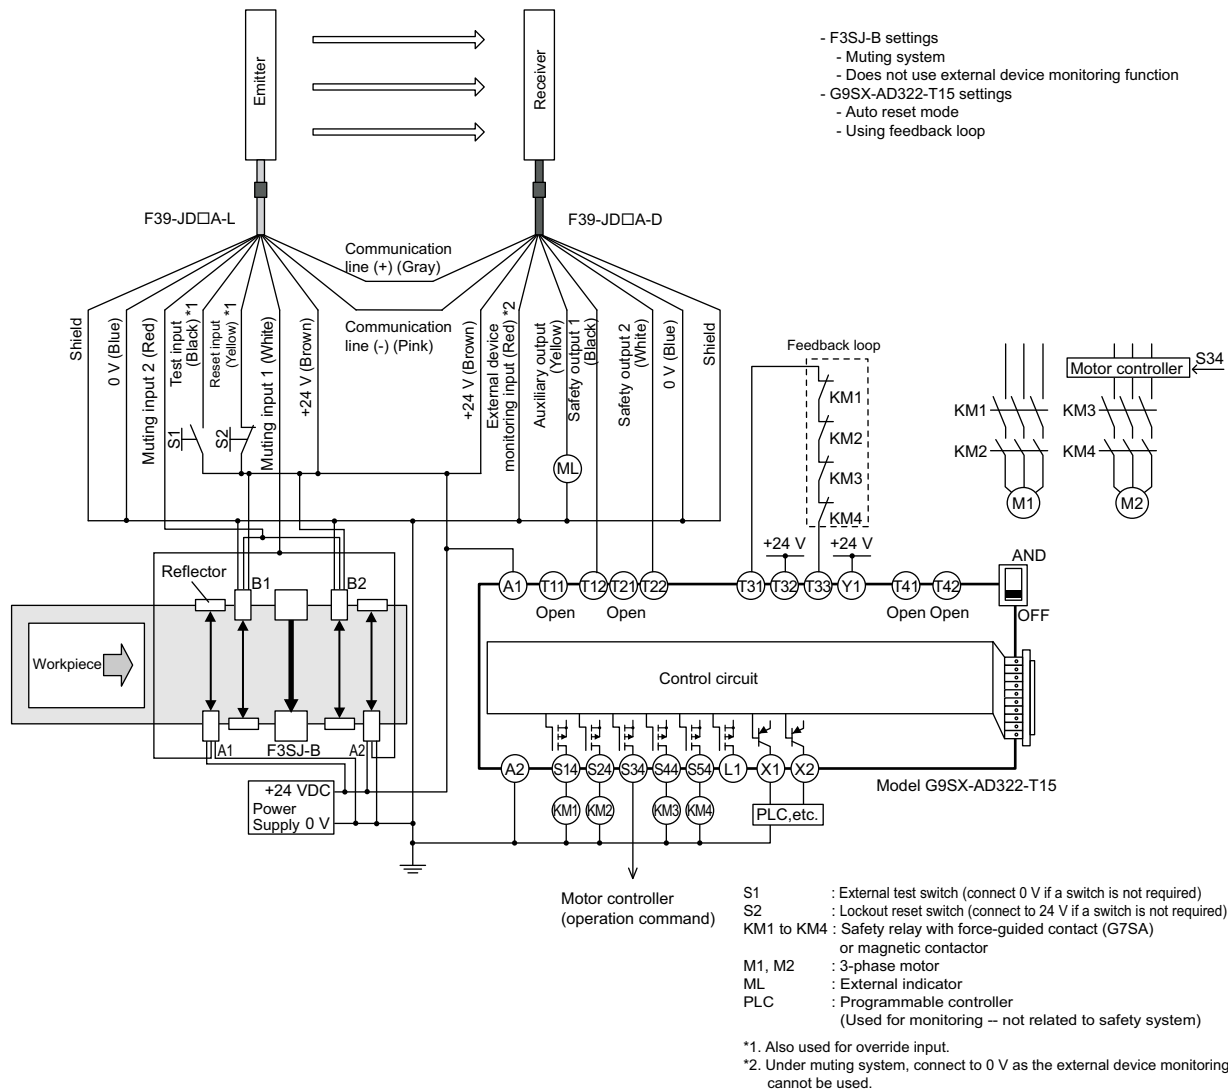 - F3SJ-B settings
- Muting system
- Does not use external device monitoring function
- G9SX-AD322-T15 settings
- Auto reset mode
- Using feedback loop
Emitter
Receiver
F39-JD□A-L
F39-JD□A-D
Communication
line (+) (Gray)
Communication
line (-) (Pink)
Shield
0 V (Blue)
Muting input 2 (Red)
Test input
(Black) *1
Reset input
(Yellow) *1
Muting input 1 (White)
+24 V (Brown)
+24 V (Brown)
External device
monitoring input (Red) *2
Auxiliary output
(Yellow)
Safety output 1
(Black)
Safety output 2
(White)
0 V (Blue)
Shield
S1
S2
ML
Feedback loop
KM1
KM2
KM3
KM4
+24 V
+24 V
Motor controller
S34
KM1
KM2
KM3
KM4
M1
M2
Reflector
B1
B2
Workpiece
A1
F3SJ-B
A2
+24 VDC
Power
Supply 0 V
A1
T11
T12
T21
T22
T31
T32
T33
Y1
T41
T42
Open
Open
Open
Open
AND
OFF
Control circuit
A2
S14
S24
S34
S44
S54
L1
X1
X2
Model G9SX-AD322-T15
KM1
KM2
KM3
KM4
PLC,etc.
Motor controller
(operation command)
S1 : External test switch (connect 0 V if a switch is not required)
S2 : Lockout reset switch (connect to 24 V if a switch is not required)
KM1 to KM4 : Safety relay with force-guided contact (G7SA)
or magnetic contactor
M1, M2 : 3-phase motor
ML : External indicator
PLC : Programmable controller
(Used for monitoring -- not related to safety system)
*1. Also used for override input.
*2. Under muting system, connect to 0 V as the external device monitoring
cannot be used.